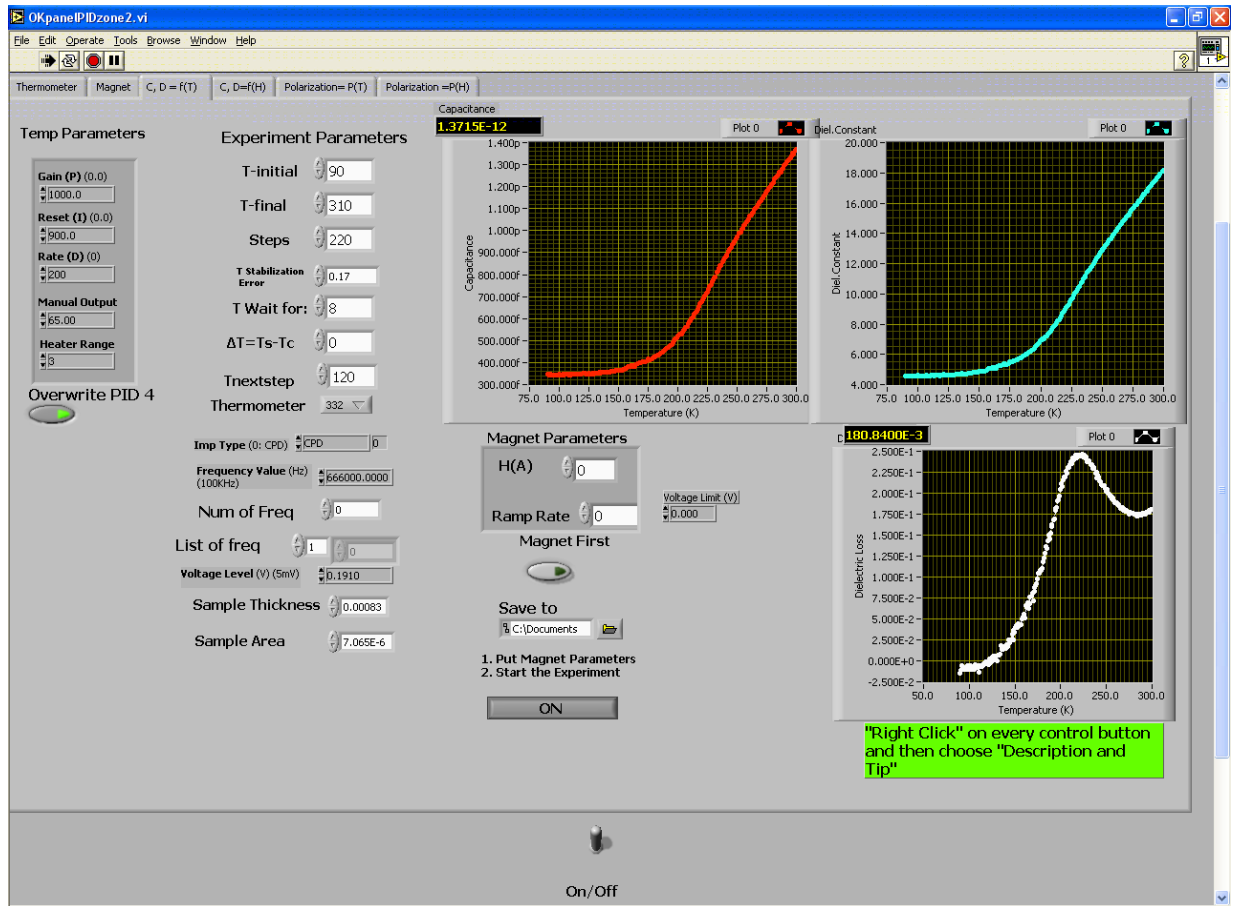 OKpanelPIDzone2.vi
File Edit Operate Tools Browse Window Help
?
1
Thermometer Magnet C, D = f(T) C, D=f(H) Polarization= P(T) Polarization =P(H)
Temp Parameters
Gain (P) (0.0)
1000.0
Reset (I) (0.0)
900.0
Rate (D) (0)
200
Manual Output
65.00
Heater Range
3
Overwrite PID 4
Experiment Parameters
T-initial 90
T-final 310
Steps 220
T Stabilization
Error
0.17
T Wait for: 8
ΔT=Ts-Tc 0
Tnextstep 120
Thermometer 332
Imp Type (0: CPD) CPD 0
Frequency Value (Hz)
(100KHz)
666000.0000
Num of Freq 0
List of freq 1 0
Voltage Level (V) (5mV) 0.1910
Sample Thickness 0.00083
Sample Area 7.065E-6
Capacitance
1.3715E-12
Plot 0
1.400p
1.300p
1.200p
1.100p
1.000p
900.000f
800.000f
700.000f
600.000f
500.000f
400.000f
300.000f
Capacitance
75.0 100.0 125.0 150.0 175.0 200.0 225.0 250.0 275.0 300.0
Temperature (K)
Diel.Constant
Plot 0
20.000
18.000
16.000
14.000
12.000
10.000
8.000
6.000
4.000
Diel.Constant
75.0 100.0 125.0 150.0 175.0 200.0 225.0 250.0 275.0 300.0
Temperature (K)
Magnet Parameters
H(A) 0
Ramp Rate 0
Voltage Limit (V)
0.000
Magnet First
Save to
C:\Documents
1. Put Magnet Parameters
2. Start the Experiment
ON
180.8400E-3
Plot 0
2.500E-1
2.250E-1
2.000E-1
1.750E-1
1.500E-1
1.250E-1
1.000E-1
7.500E-2
5.000E-2
2.500E-2
0.000E+0
-2.500E-2
Dielectric Loss
50.0 100.0 150.0 200.0 250.0 300.0
Temperature (K)
"Right Click" on every control button
and then choose "Description and
Tip"
On/Off